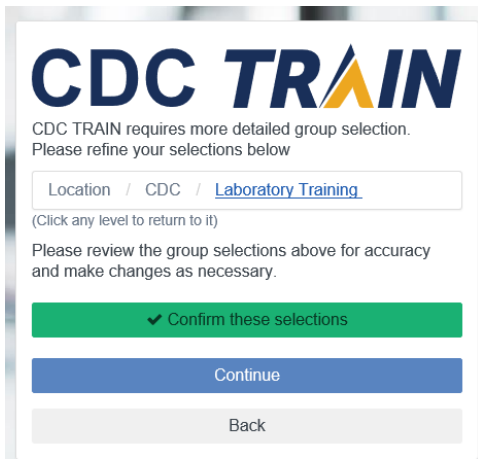 CDC TRAIN
CDC TRAIN requires more detailed group selection.
Please refine your selections below
Location / CDC / Laboratory Training
(Click any level to return to it)
Please review the group selections above for accuracy
and make changes as necessary.
✔ Confirm these selections
Continue
Back